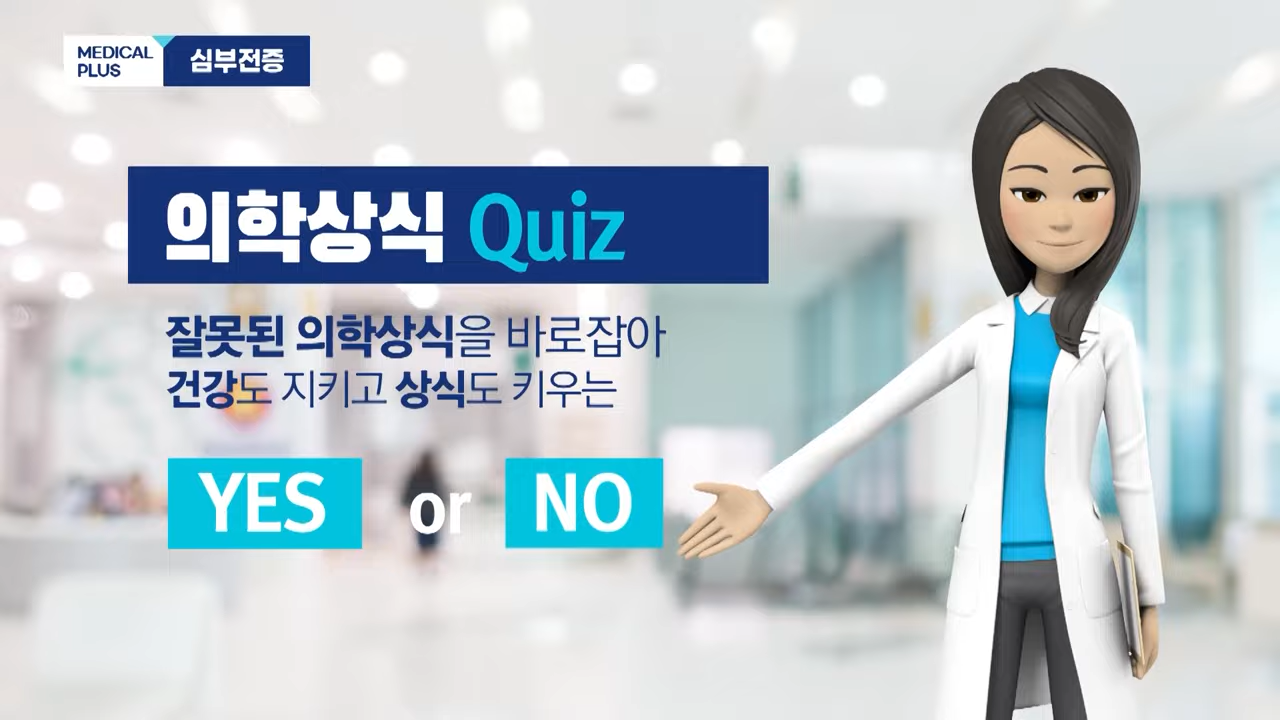 MEDICAL
PLUS
심부전증
의학상식 Quiz
잘못된 의학상식을 바로잡아
건강도 지키고 상식도 키우는
YES or NO